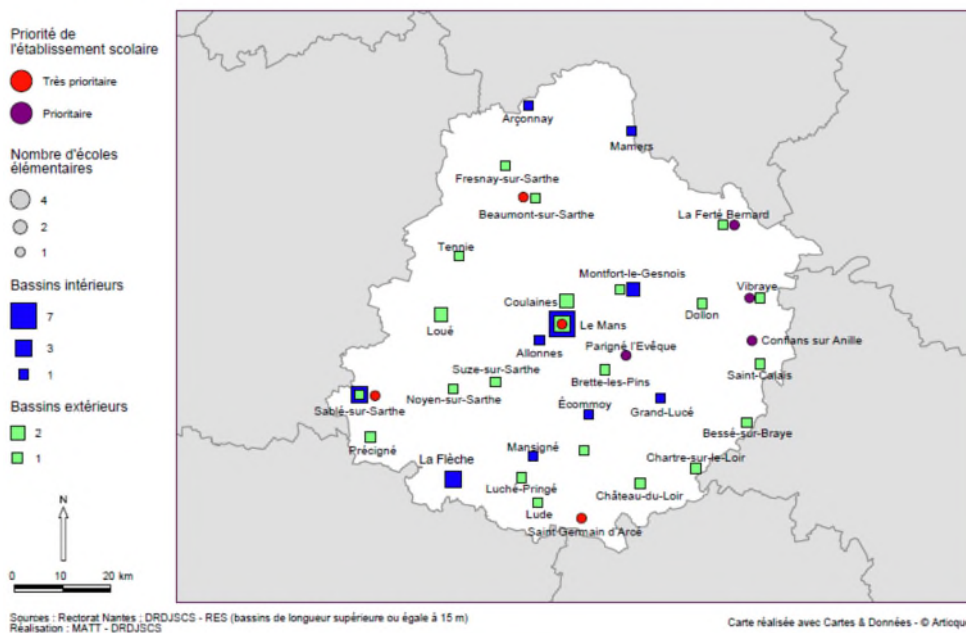 Priorité de
l'établissement scolaire
Très prioritaire
Prioritaire
Nombre d'écoles
élémentaires
4
2
1
Bassins intérieurs
7
3
1
Bassins extérieurs
2
1
N
0 10 20 km
Arçonnay
Mamers
Fresnay-sur-Sarthe
Beaumont-sur-Sarthe
La Ferté Bernard
Tennie
Montfort-le-Gesnois
Vibraye
Coulaines
Dollon
Loué
Le Mans
Allonnes
Parigné l'Evêque
Conflans sur Anille
Suze-sur-Sarthe
Brette-les-Pins
Saint-Calais
Noyen-sur-Sarthe
Sablé-sur-Sarthe
Écommoy
Grand-Lucé
Bessé-sur-Braye
Précigné
Mansigné
La Flèche
Chartre-sur-le-Loir
Luché-Pringé
Château-du-Loir
Lude
Saint Germain d'Arcé
Sources : Rectorat Nantes ; DRDJSCS - RES (bassins de longueur supérieure ou égale à 15 m)
Réalisation : MATT - DRDJSCS
Carte réalisée avec Cartes & Données - © Articque